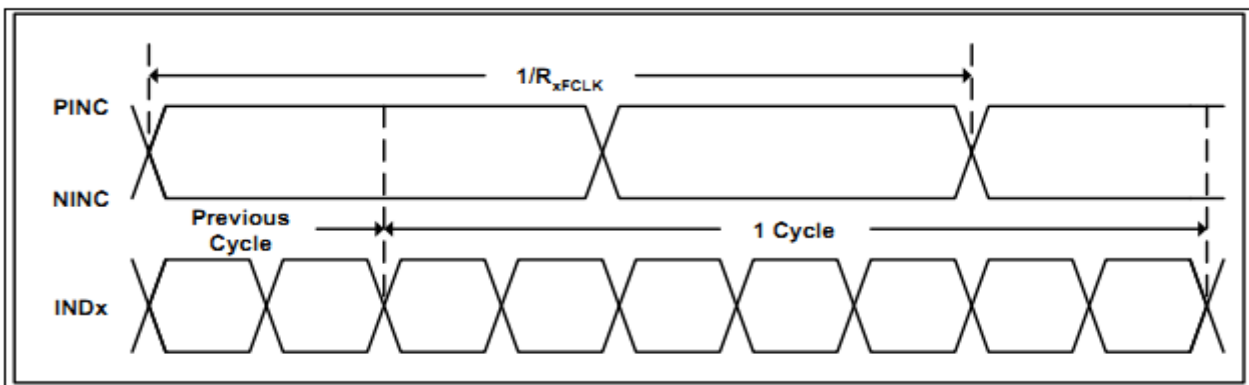 1/RxFCLK
PINC
NINC
Previous
Cycle
1 Cycle
INDx